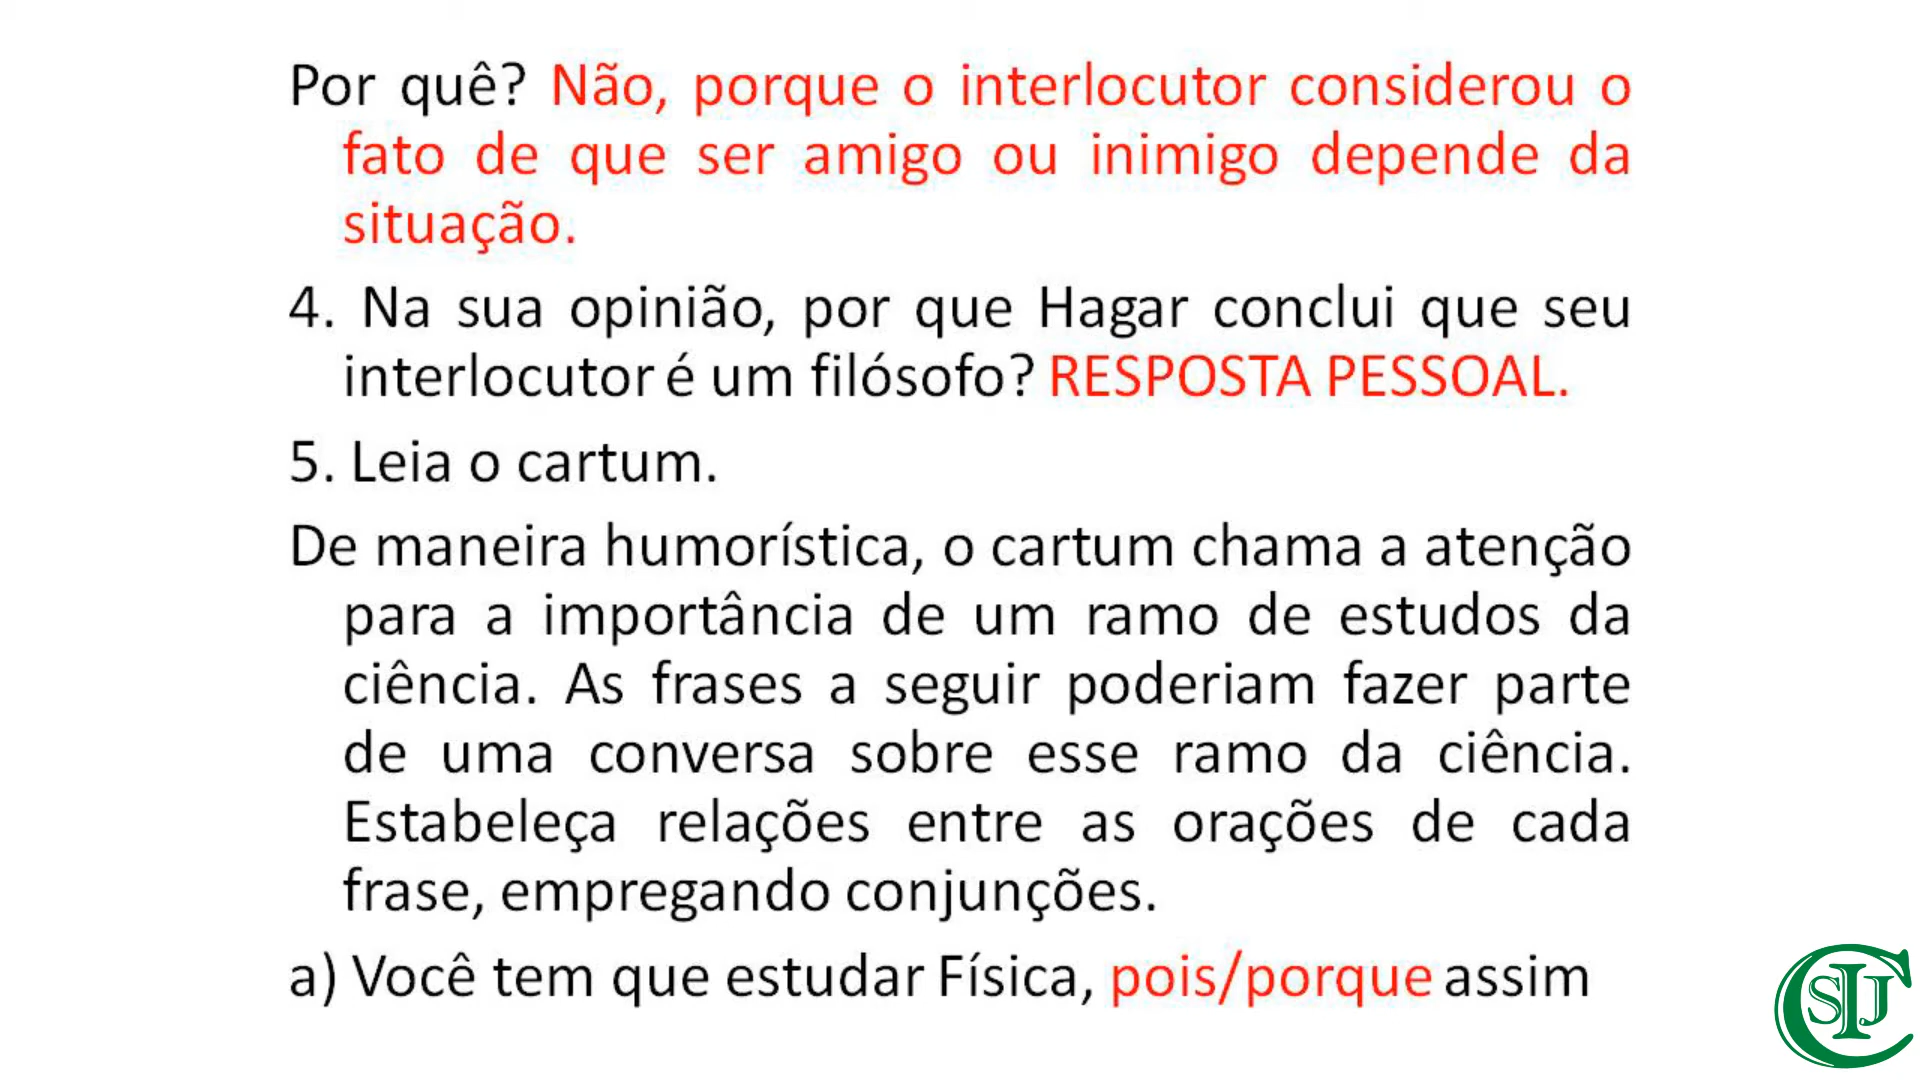 Por quê? Não, porque o interlocutor considerou o
fato de que ser amigo ou inimigo depende da
situação.
4. Na sua opinião, por que Hagar conclui que seu
interlocutor é um filósofo? RESPOSTA PESSOAL.
5. Leia o cartum.
De maneira humorística, o cartum chama a atenção
para a importância de um ramo de estudos da
ciência. As frases a seguir poderiam fazer parte
de uma conversa sobre esse ramo da ciência.
Estabeleça relações entre as orações de cada
frase, empregando conjunções.
a) Você tem que estudar Física, pois/porque assim
CSIJ